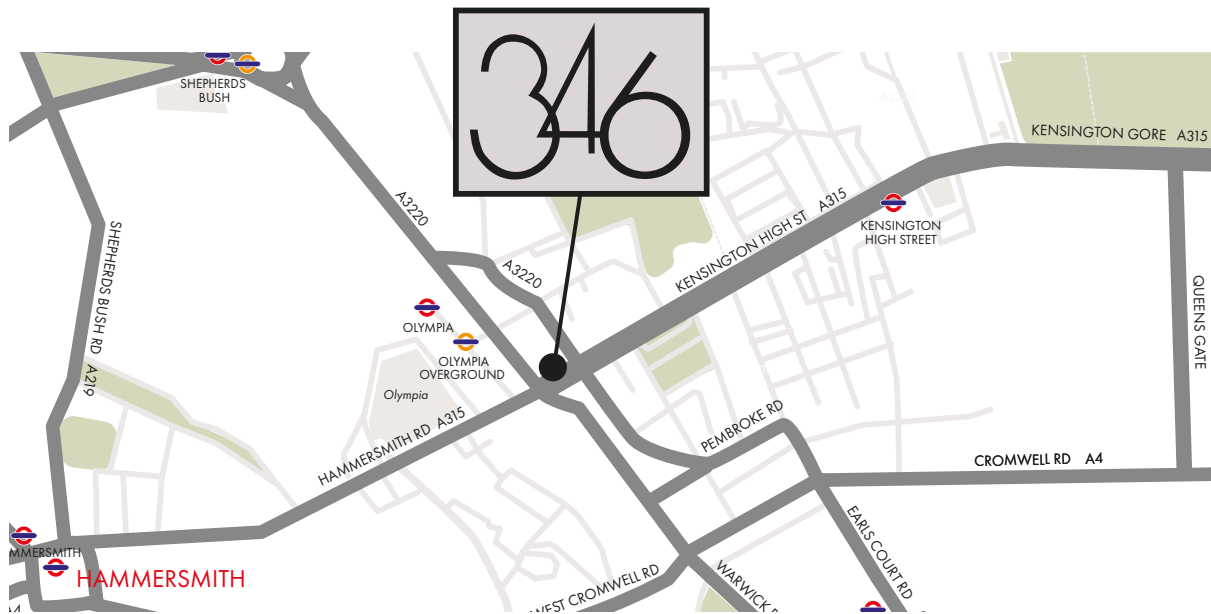 346
SHEPHERDS
BUSH
KENSINGTON GORE A315
A3220
KENSINGTON HIGH ST A315
KENSINGTON
HIGH STREET
A3220
SHEPHERDS BUSH RD A219
QUEENS GATE
OLYMPIA
OLYMPIA
OVERGROUND
Olympia
HAMMERSMITH RD A315
PEMBROKE RD
CROMWELL RD A4
EARLS COURT RD
MMERSMITH
HAMMERSMITH
WEST CROMWELL RD
WARWICK R
A4